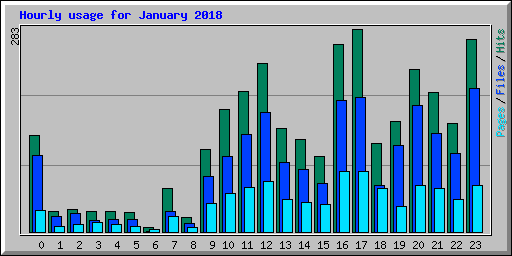 Hourly usage for January 2018
283
Pages/Files/Hits
0 1 2 3 4 5 6 7 8 9 10 11 12 13 14 15 16 17 18 19 20 21 22 23